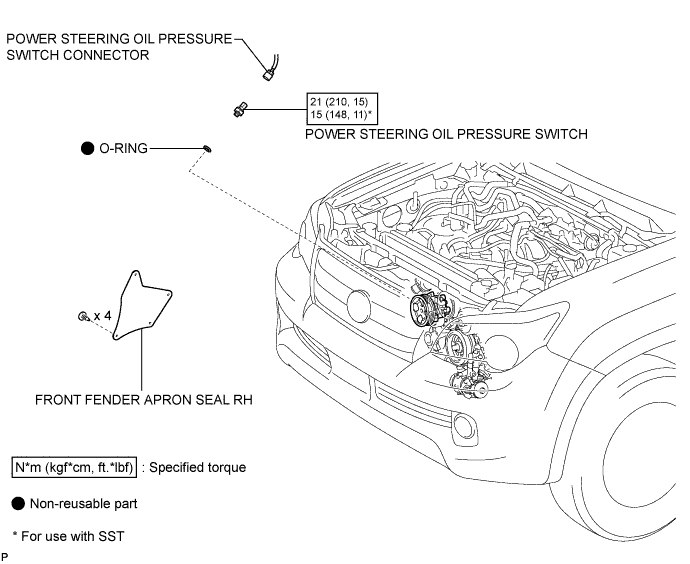 POWER STEERING OIL PRESSURE
SWITCH CONNECTOR
21 (210, 15)
15 (148, 11)*
POWER STEERING OIL PRESSURE SWITCH
O-RING
x 4
FRONT FENDER APRON SEAL RH
N*m (kgf*cm, ft.*lbf) : Specified torque
Non-reusable part
* For use with SST
P